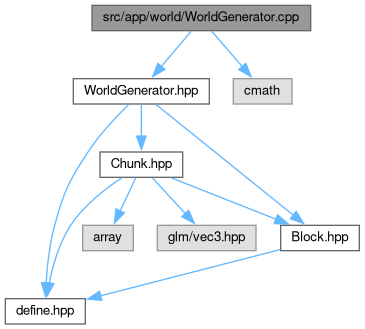 src/app/world/WorldGenerator.cpp
WorldGenerator.hpp
cmath
Chunk.hpp
array
glm/vec3.hpp
Block.hpp
define.hpp